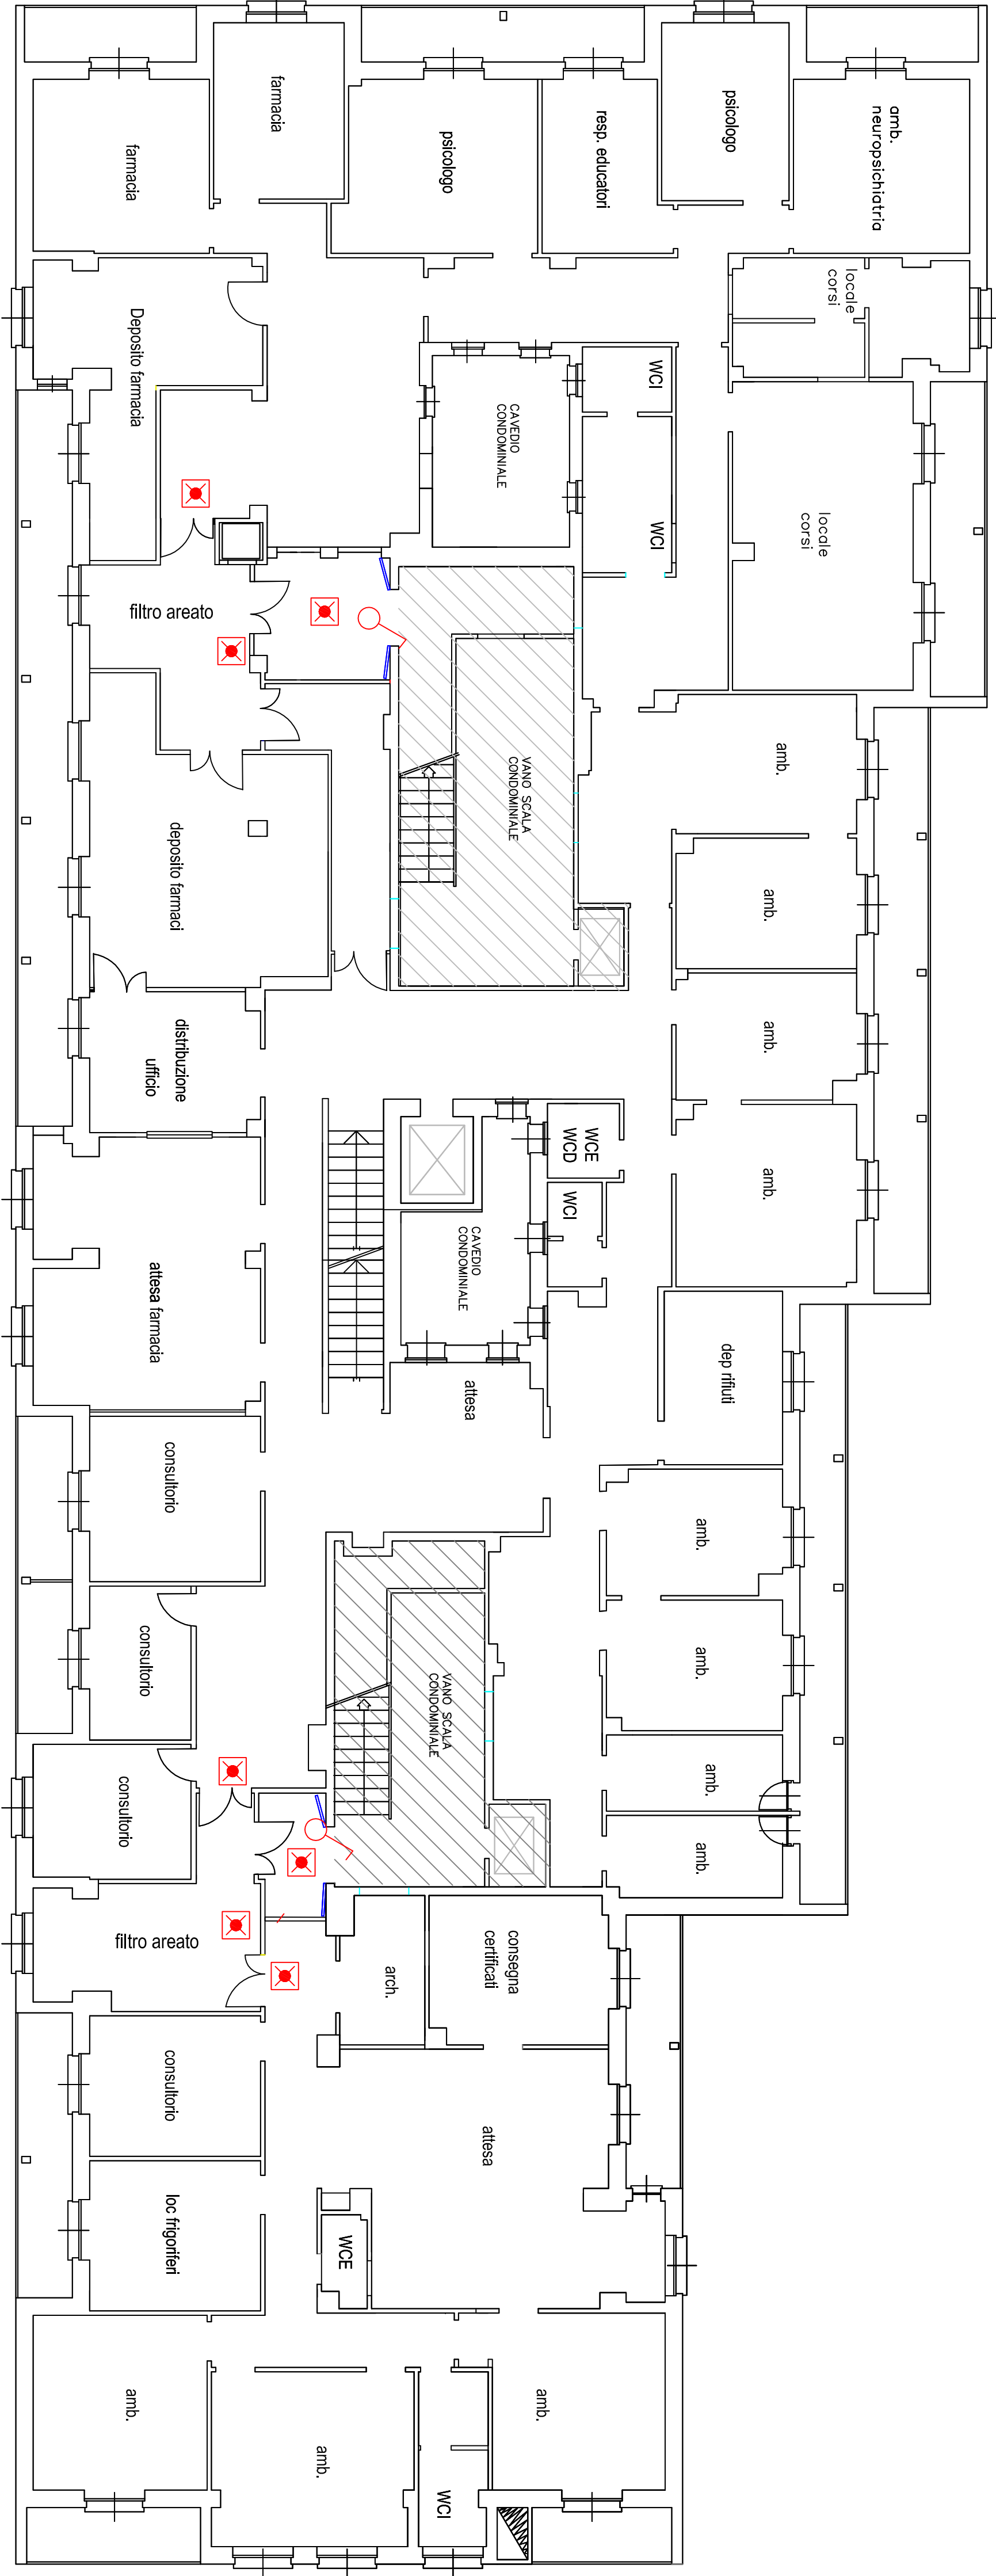 farmacia
farmacia
psicologo
resp. educatori
psicologo
amb.
neuropsichiatria
locale
corsi
Deposito farmacia
CAVEDIO
CONDOMINIALE
WCI
WCI
locale
corsi
filtro areato
VANO SCALA
CONDOMINIALE
amb.
deposito farmaci
amb.
distribuzione
ufficio
amb.
WCE
WCD
WCI
amb.
CAVEDIO
CONDOMINIALE
attesa farmacia
attesa
dep rifiuti
consultorio
amb.
consultorio
amb.
VANO SCALA
CONDOMINIALE
consultorio
amb.
amb.
filtro areato
arch.
consegna
certificati
consultorio
attesa
loc frigoriferi
WCE
amb.
amb.
amb.
WCI